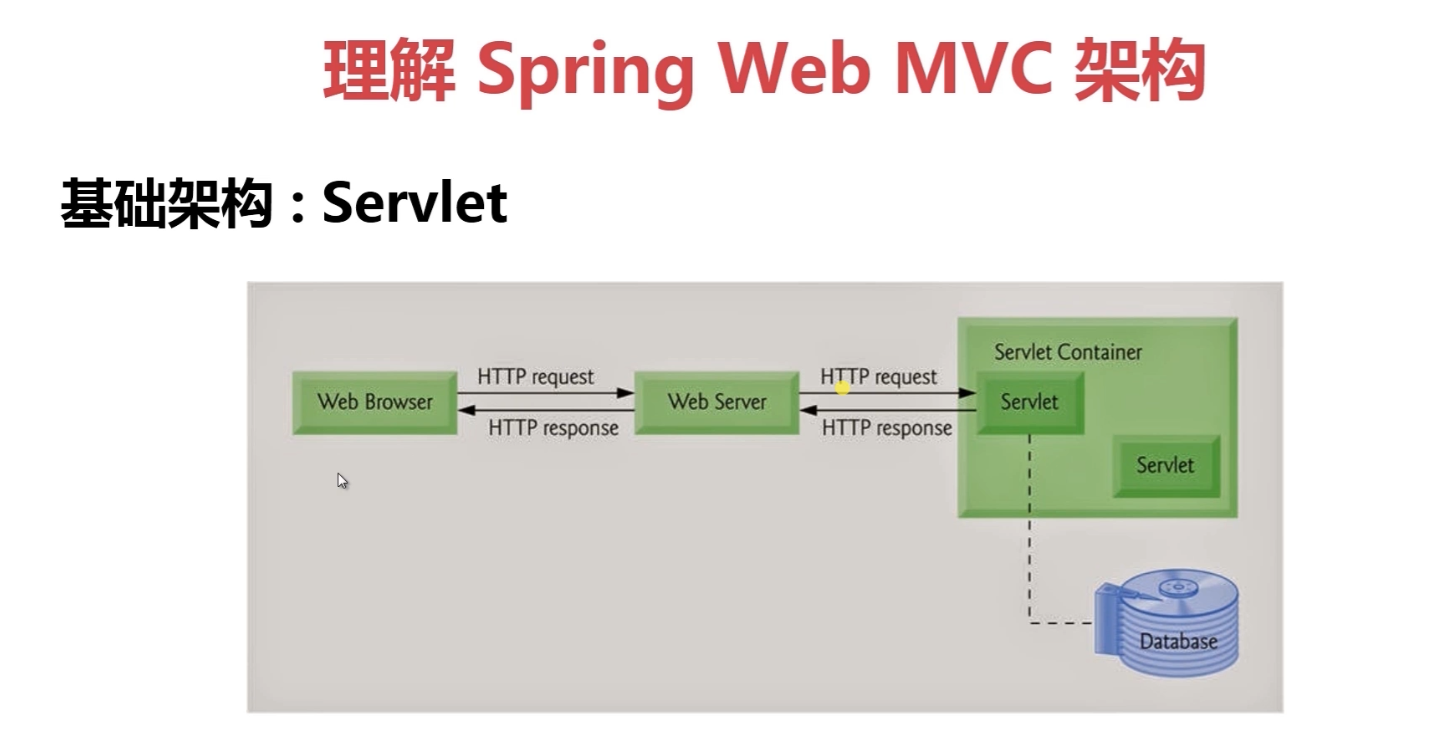 理解 Spring Web MVC 架构
基础架构：Servlet
Servlet Container
HTTP request
HTTP request
Web Browser
Web Server
Servlet
HTTP response
HTTP response
Servlet
Database